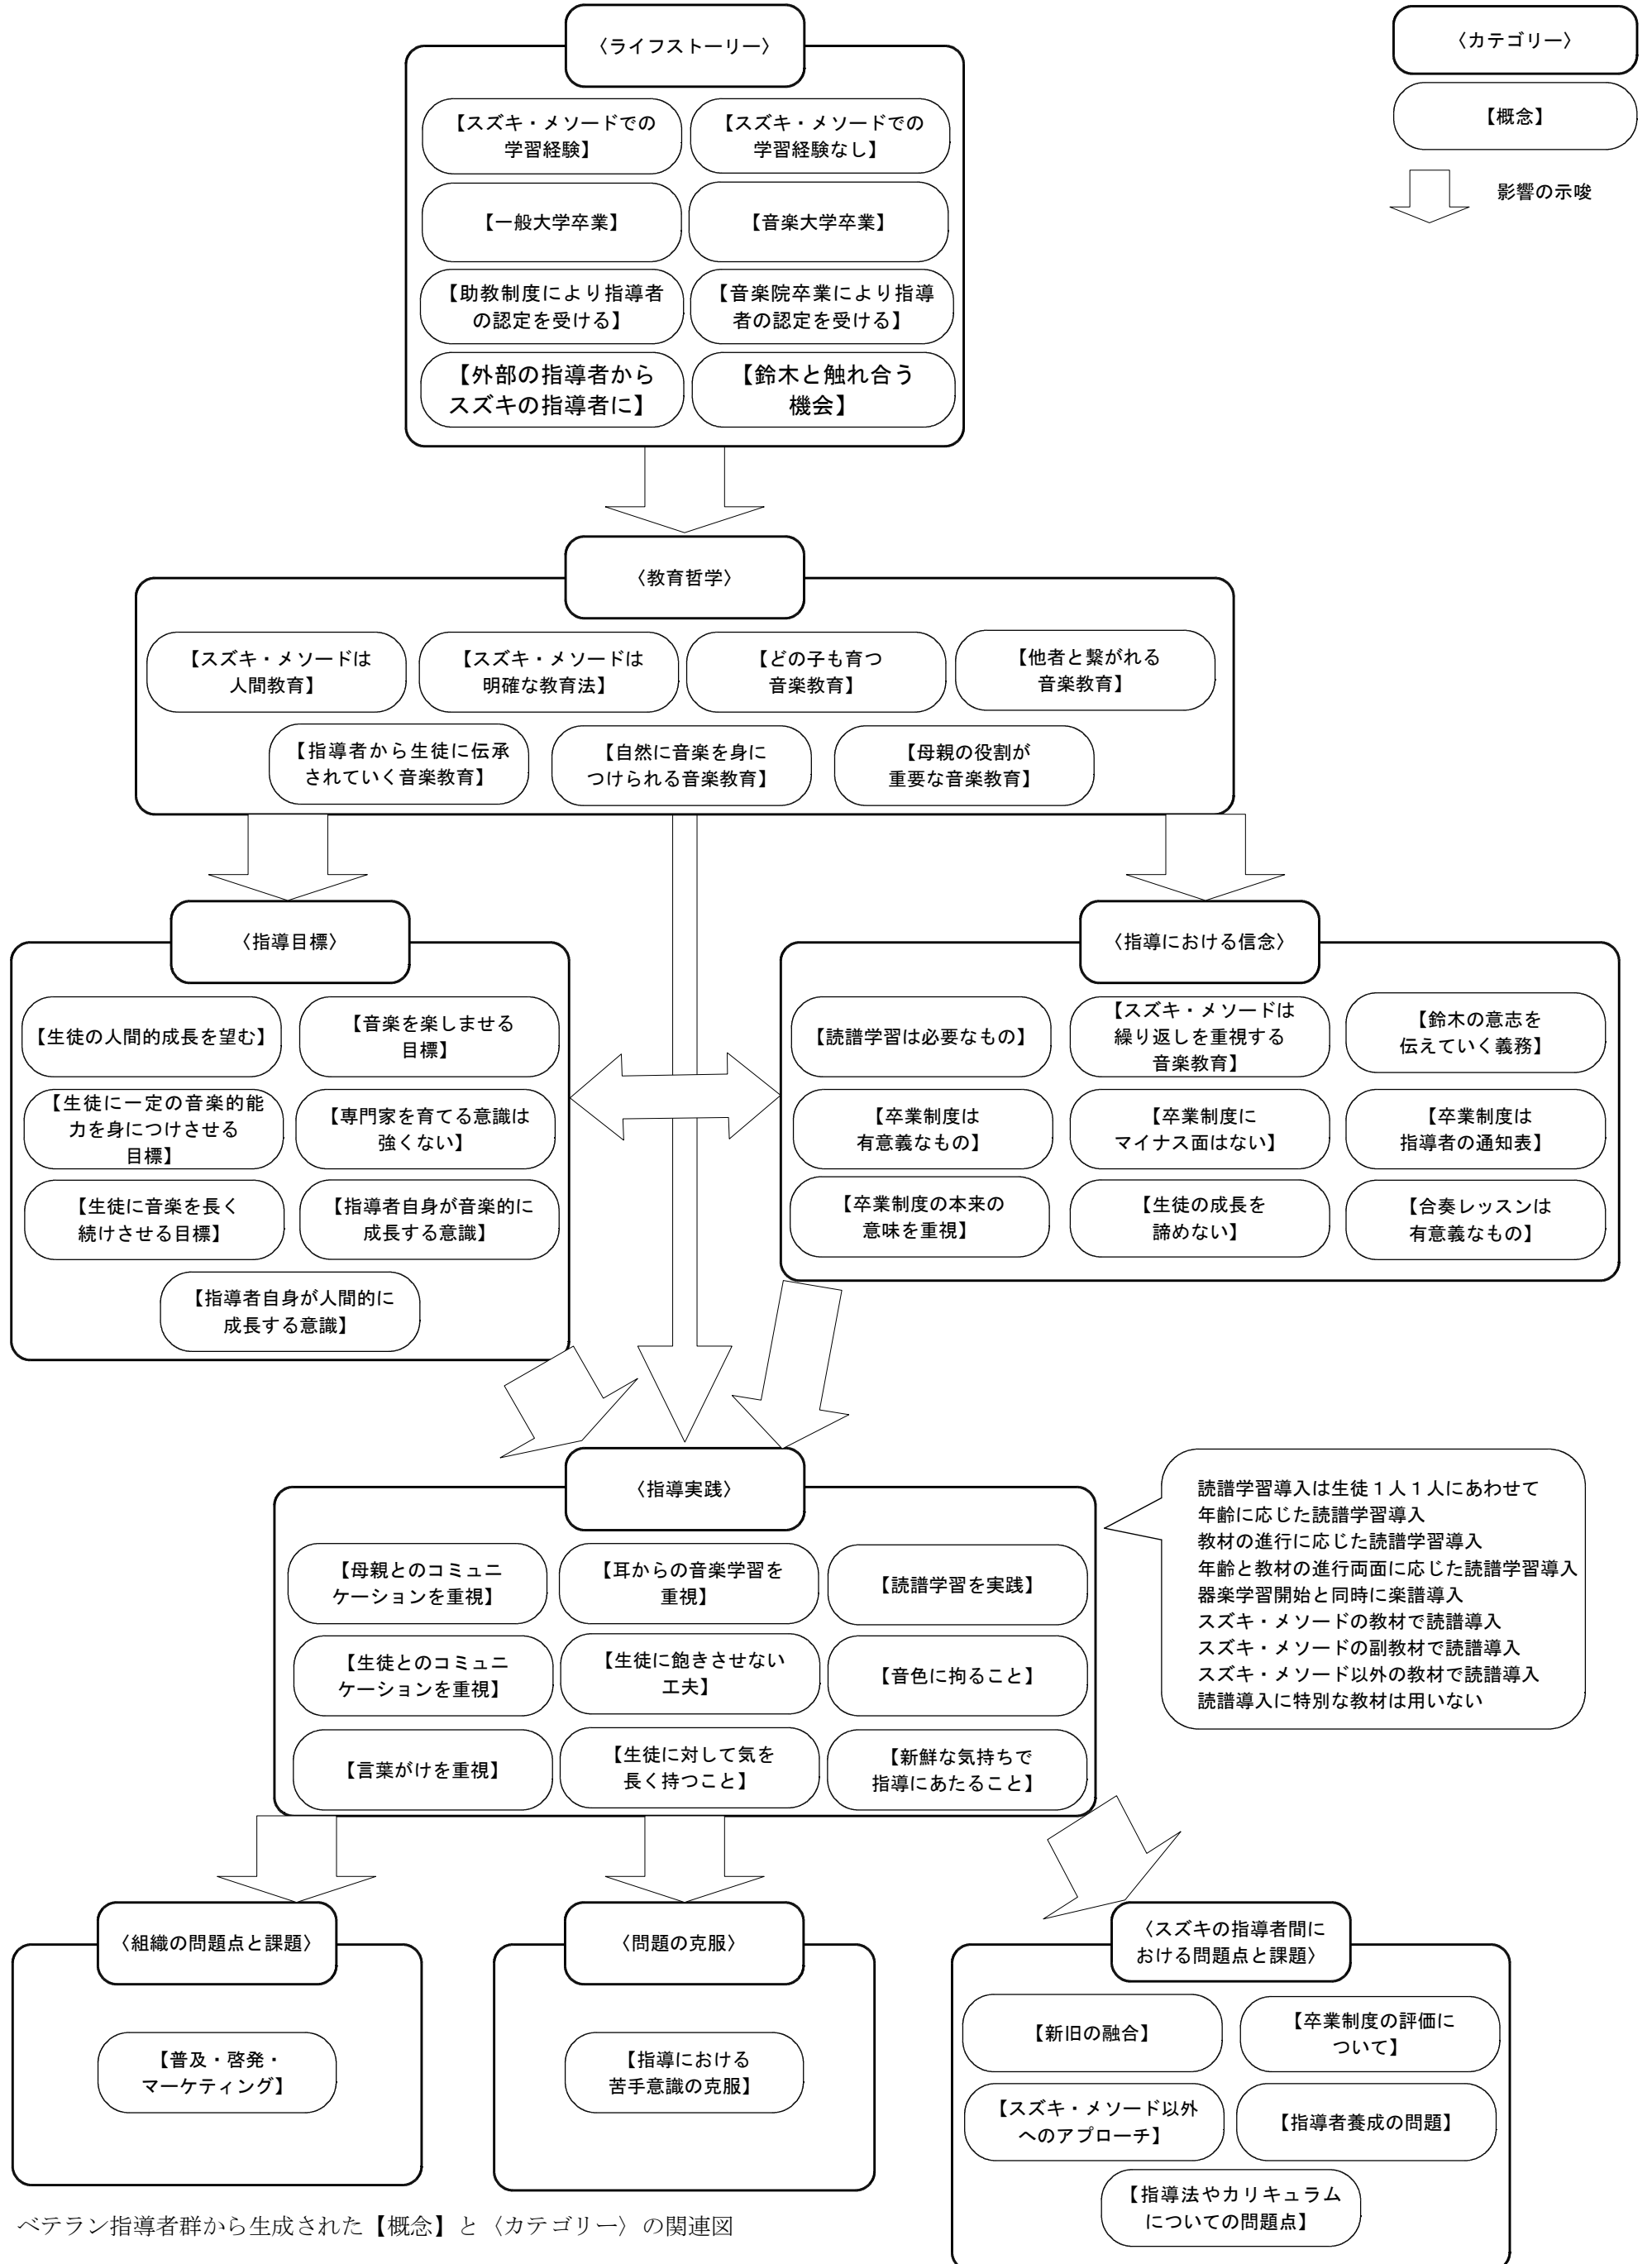 〈ライフストーリー〉
【スズキ・メソードでの
学習経験】
【スズキ・メソードでの
学習経験なし】
【一般大学卒業】
【音楽大学卒業】
【助教制度により指導者
の認定を受ける】
【音楽院卒業により指導
者の認定を受ける】
【外部の指導者から
スズキの指導者に】
【鈴木と触れ合う
機会】
〈カテゴリー〉
【概念】
影響の示唆
〈教育哲学〉
【スズキ・メソードは
人間教育】
【スズキ・メソードは
明確な教育法】
【どの子も育つ
音楽教育】
【他者と繋がれる
音楽教育】
【指導者から生徒に伝承
されていく音楽教育】
【自然に音楽を身に
つけられる音楽教育】
【母親の役割が
重要な音楽教育】
〈指導目標〉
【生徒の人間的成長を望む】
【音楽を楽しませる
目標】
【生徒に一定の音楽的能
力を身につけさせる
目標】
【専門家を育てる意識は
強くない】
【生徒に音楽を長く
続けさせる目標】
【指導者自身が音楽的に
成長する意識】
【指導者自身が人間的に
成長する意識】
〈指導における信念〉
【読譜学習は必要なもの】
【スズキ・メソードは
繰り返しを重視する
音楽教育】
【鈴木の意志を
伝えていく義務】
【卒業制度は
有意義なもの】
【卒業制度に
マイナス面はない】
【卒業制度は
指導者の通知表】
【卒業制度の本来の
意味を重視】
【生徒の成長を
諦めない】
【合奏レッスンは
有意義なもの】
〈指導実践〉
【母親とのコミュニ
ケーションを重視】
【耳からの音楽学習を
重視】
【読譜学習を実践】
【生徒とのコミュニ
ケーションを重視】
【生徒に飽きさせない
工夫】
【音色に拘ること】
【言葉がけを重視】
【生徒に対して気を
長く持つこと】
【新鮮な気持ちで
指導にあたること】
読譜学習導入は生徒１人１人にあわせて
年齢に応じた読譜学習導入
教材の進行に応じた読譜学習導入
年齢と教材の進行両面に応じた読譜学習導入
器楽学習開始と同時に楽譜導入
スズキ・メソードの教材で読譜導入
スズキ・メソードの副教材で読譜導入
スズキ・メソード以外の教材で読譜導入
読譜導入に特別な教材は用いない
〈組織の問題点と課題〉
【普及・啓発・
マーケティング】
〈問題の克服〉
【指導における
苦手意識の克服】
〈スズキの指導者間に
おける問題点と課題〉
【新旧の融合】
【卒業制度の評価に
ついて】
【スズキ・メソード以外
へのアプローチ】
【指導者養成の問題】
【指導法やカリキュラム
についての問題点】
ベテラン指導者群から生成された【概念】と〈カテゴリー〉の関連図